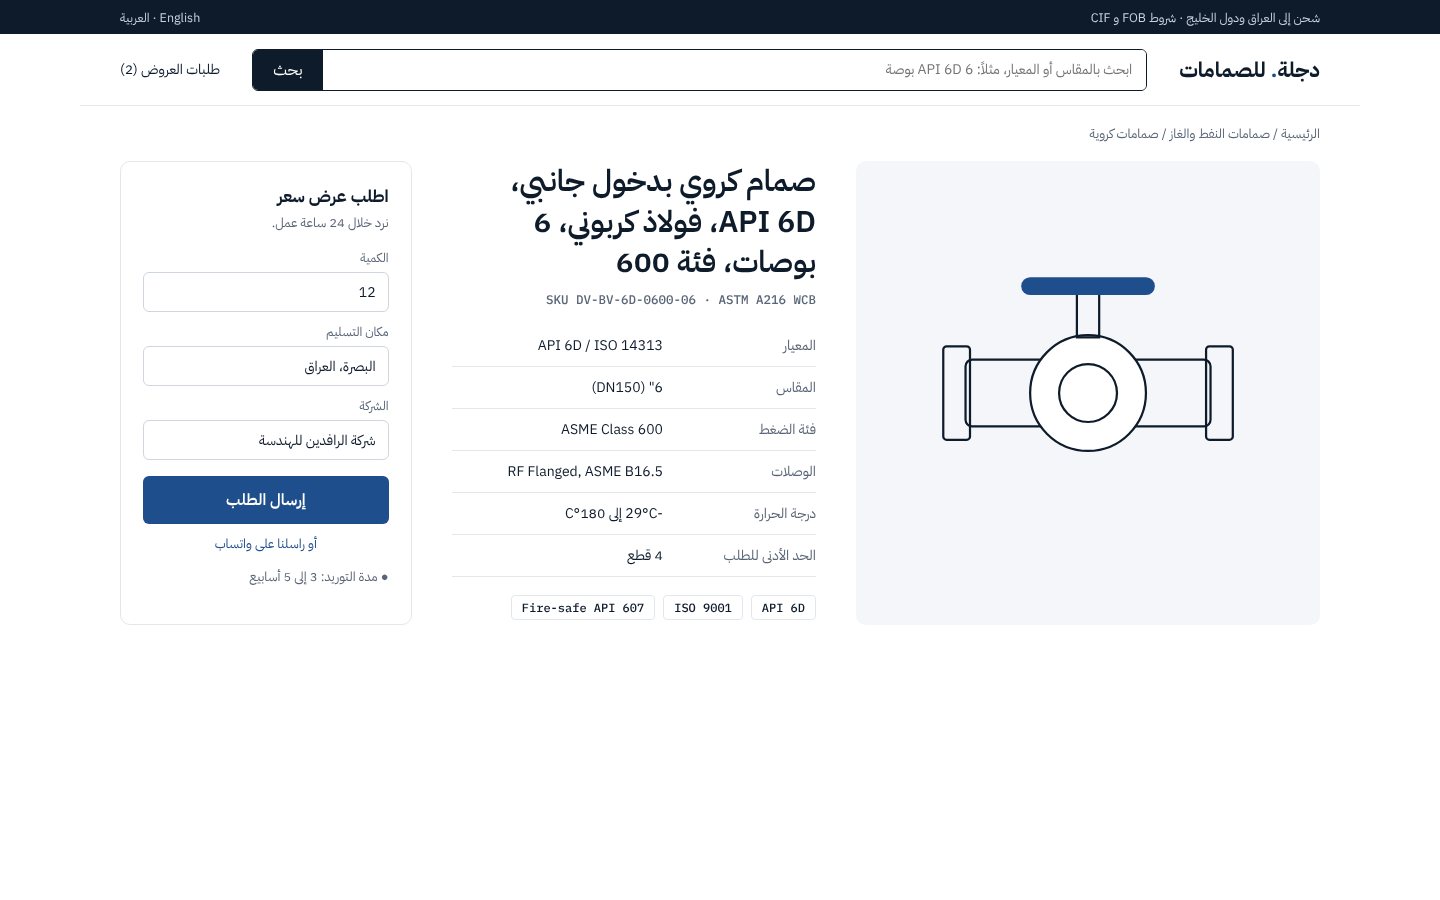 شحن إلى العراق ودول الخليج · شروط FOB و CIF
English · العربية
دجلة. للصمامات
ابحث بالمقاس أو المعيار، مثلاً: API 6D 6 بوصة
بحث
طلبات العروض (2)
الرئيسية / صمامات النفط والغاز / صمامات كروية
صمام كروي بدخول جانبي،
API 6D، فولاذ كربوني، 6
بوصات، فئة 600
SKU DV-BV-6D-0600-06 · ASTM A216 WCB
المعيار API 6D / ISO 14313
المقاس 6" (DN150)
فئة الضغط ASME Class 600
الوصلات RF Flanged, ASME B16.5
درجة الحرارة -29°C إلى 180°C
الحد الأدنى للطلب 4 قطع
API 6D
ISO 9001
Fire-safe API 607
اطلب عرض سعر
نرد خلال 24 ساعة عمل.
الكمية
12
مكان التسليم
البصرة، العراق
الشركة
شركة الرافدين للهندسة
إرسال الطلب
أو راسلنا على واتساب
● مدة التوريد: 3 إلى 5 أسابيع